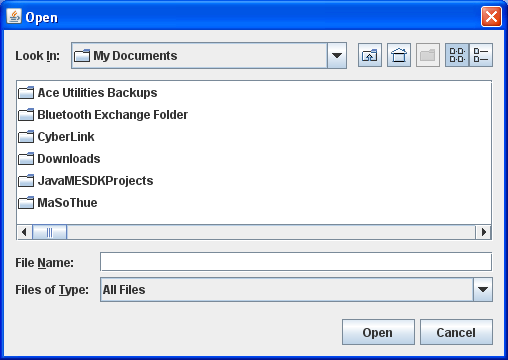 Open
Look In: My Documents
Ace Utilities Backups
Bluetooth Exchange Folder
CyberLink
Downloads
JavaMESDKProjects
MaSoThue
File Name:
Files of Type: All Files
Open Cancel